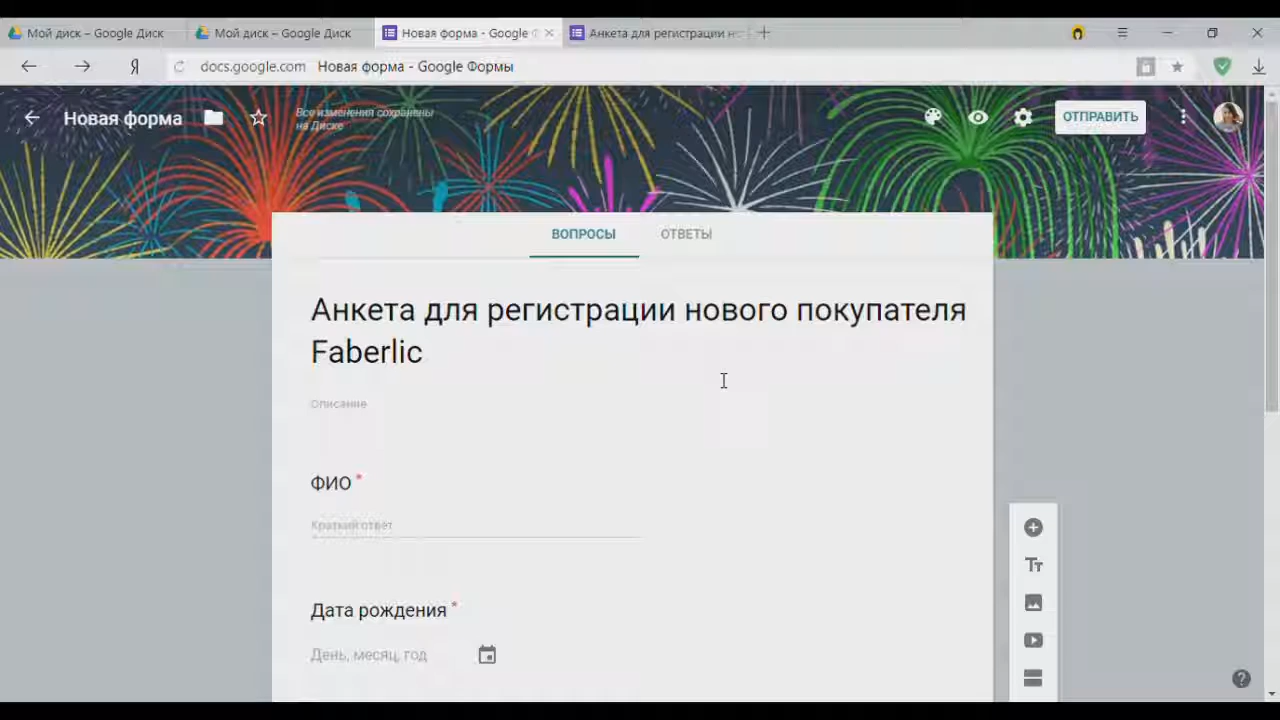 Мой диск – Google Диск
Мой диск – Google Диск
Новая форма - Google
Анкета для регистрации
Я
docs.google.com Новая форма - Google Формы
Новая форма
Все изменения сохранены
на Диске
ОТПРАВИТЬ
ВОПРОСЫ ОТВЕТЫ
Анкета для регистрации нового покупателя
Faberlic
Описание
ФИО *
Краткий ответ
Дата рождения *
День, месяц, год
Тт